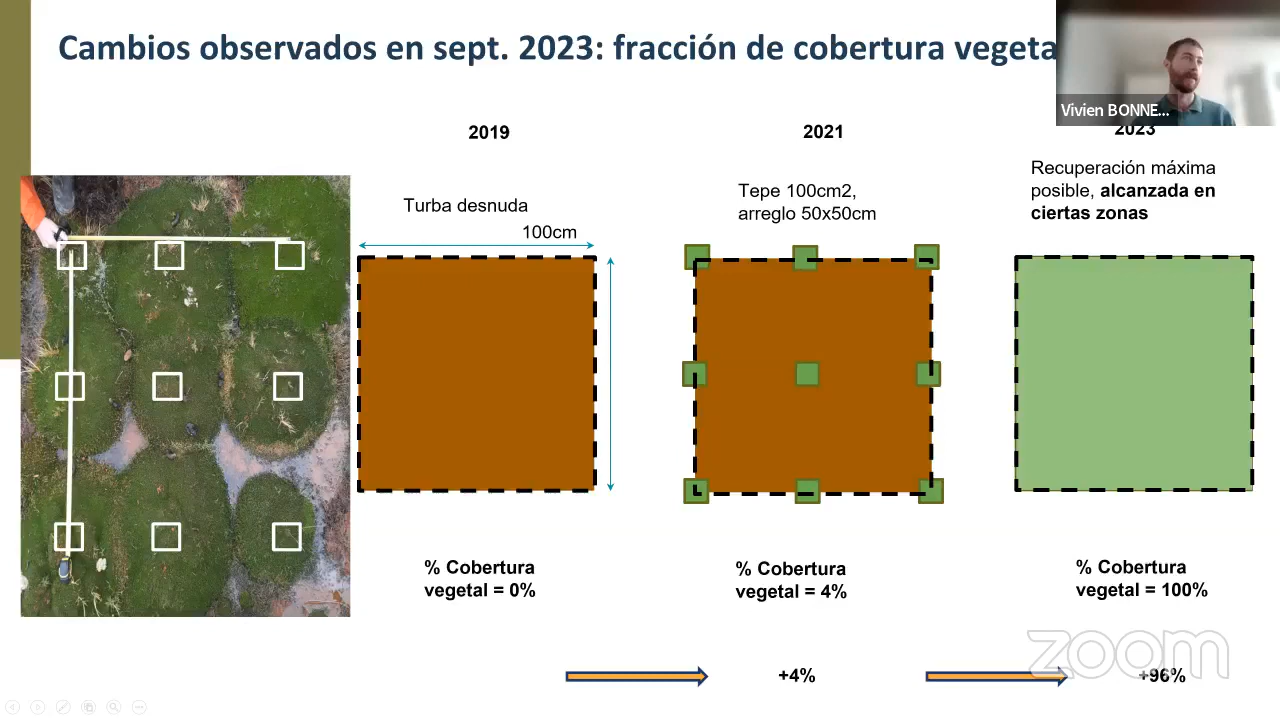 Cambios observados en sept. 2023: fracción de cobertura vegeta
Vivien BONNE...
2019
2021
2023
Turba desnuda
100cm
Tepe 100cm2,
arreglo 50x50cm
Recuperación máxima
posible, alcanzada en
ciertas zonas
% Cobertura
vegetal = 0%
% Cobertura
vegetal = 4%
% Cobertura
vegetal = 100%
+4%
+96%
zoom